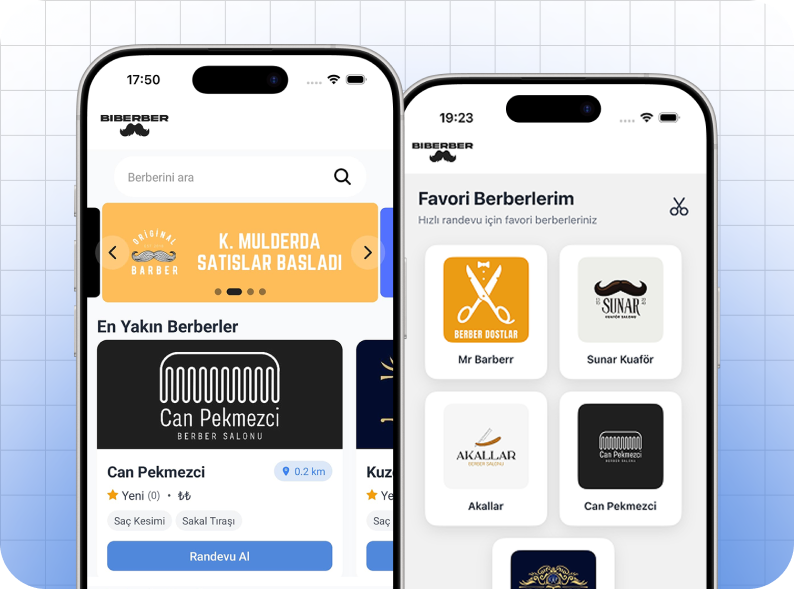 17:50
BIBERBER
Berberini ara
ORIGINAL
BARBER
K. MULDERDA
SATISLAR BASLADI
En Yakın Berberler
Can Pekmezci
BERBER SALONU
Can Pekmezci
0.2 km
Yeni (0) • ₺₺
Saç Kesimi
Sakal Tıraşı
Randevu Al
Kuz
Ye
Saç
19:23
BIBERBER
Favori Berberlerim
Hızlı randevu için favori berberleriniz
BERBER DOSTLAR
Mr Barberr
SUNAR
KUAFÖR SALONU
Sunar Kuaför
AKALLAR
BERBER SALONU
Akallar
Can Pekmezci
BERBER SALONU
Can Pekmezci